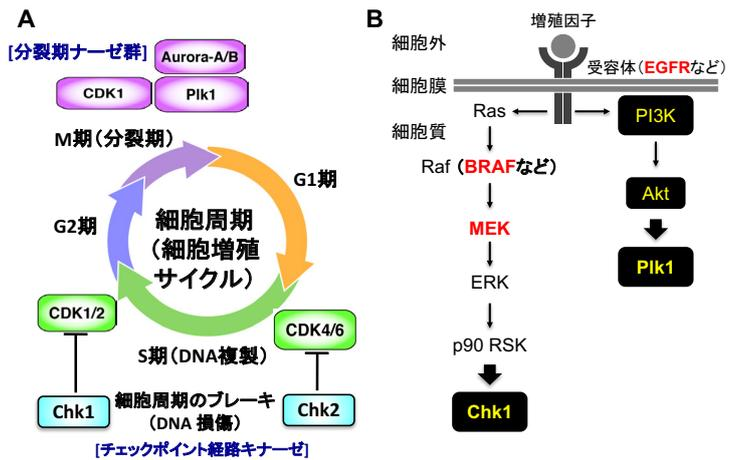 A
[分裂期ナーゼ群]
Aurora-A/B
CDK1
Plk1
M期(分裂期)
G1期
G2期
細胞周期
(細胞増殖
サイクル)
CDK1/2
CDK4/6
S期(DNA複製)
Chk1
細胞周期のブレーキ
(DNA 損傷)
Chk2
[チェックポイント経路キナーゼ]
B
増殖因子
細胞外
受容体(EGFRなど)
細胞膜
Ras
PI3K
細胞質
Raf (BRAFなど)
Akt
MEK
Plk1
ERK
p90 RSK
Chk1